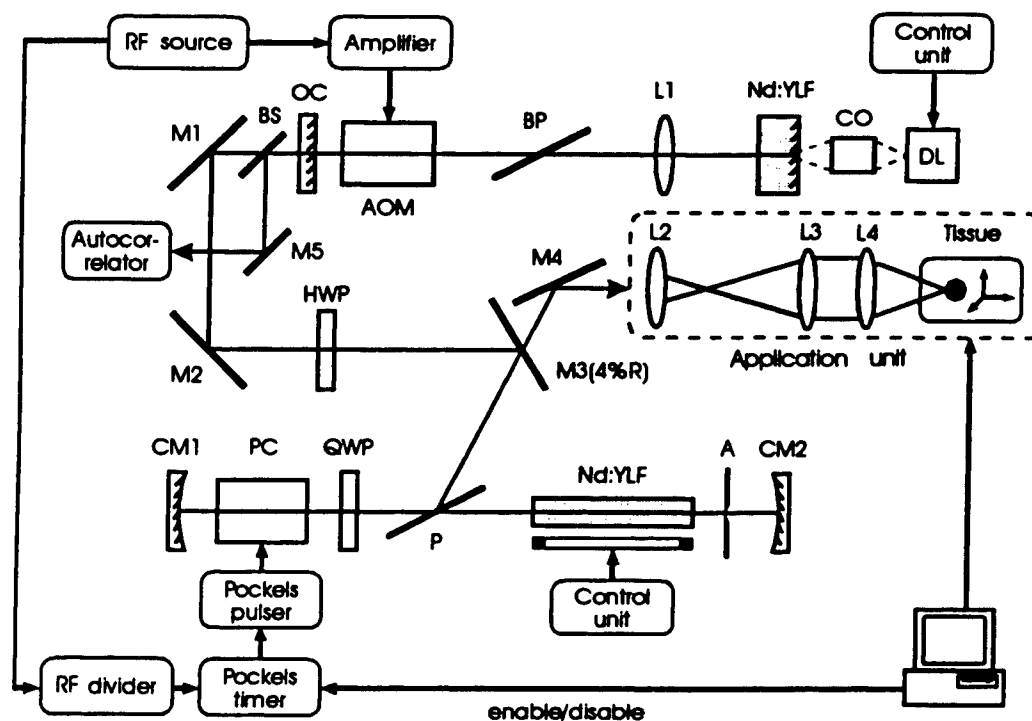 RF source
Amplifier
Control
unit
OC
L1
Nd:YLF
M1
BS
BP
CO
DL
AOM
Autocor-
relator
M5
M4
L2
L3
L4
Tissue
HWP
M2
M3(4%R)
Application unit
CM1
PC
QWP
Nd:YLF
A
CM2
P
Pockels
pulser
Control
unit
RF divider
Pockels
timer
enable/disable